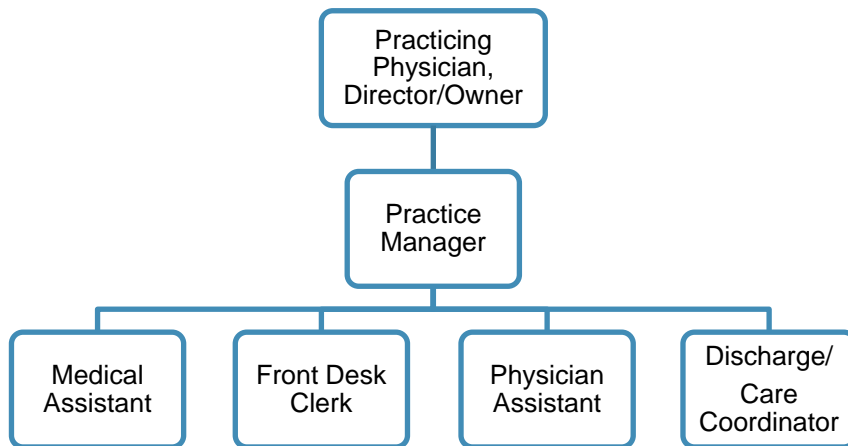 Practicing
Physician,
Director/Owner
Practice
Manager
Medical
Assistant
Front Desk
Clerk
Physician
Assistant
Discharge/
Care
Coordinator